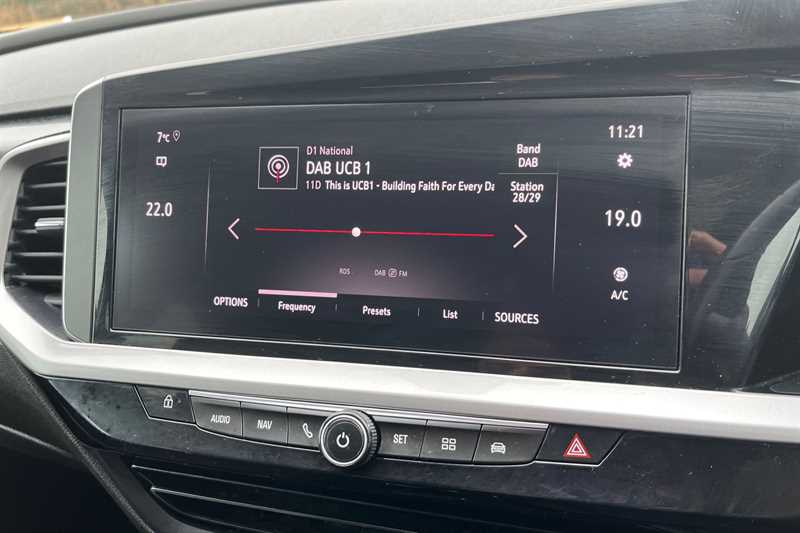 7°C
11:21
D1 National
DAB UCB 1
11D This is UCB1 - Building Faith For Every Da
Band
DAB
Station
28/29
22.0
19.0
RDS DAB FM
A/C
OPTIONS Frequency Presets List SOURCES
AUDIO NAV SET